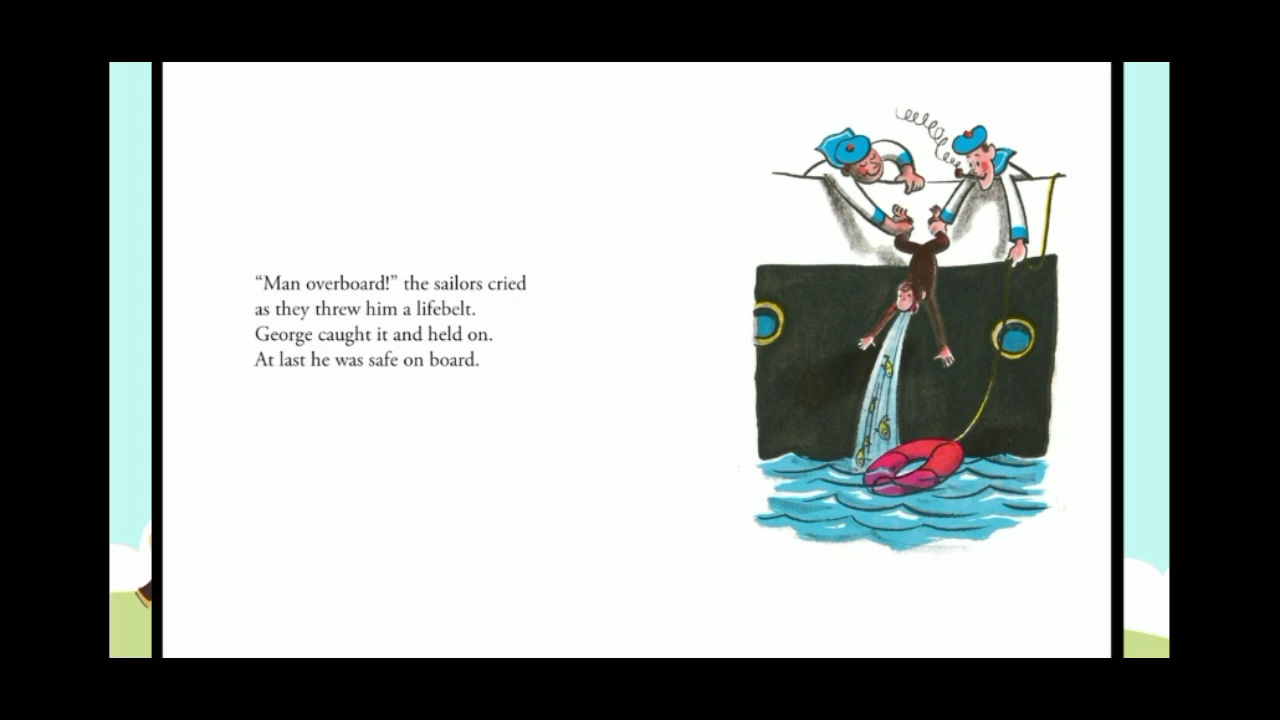 “Man overboard!” the sailors cried
as they threw him a lifebelt.
George caught it and held on.
At last he was safe on board.